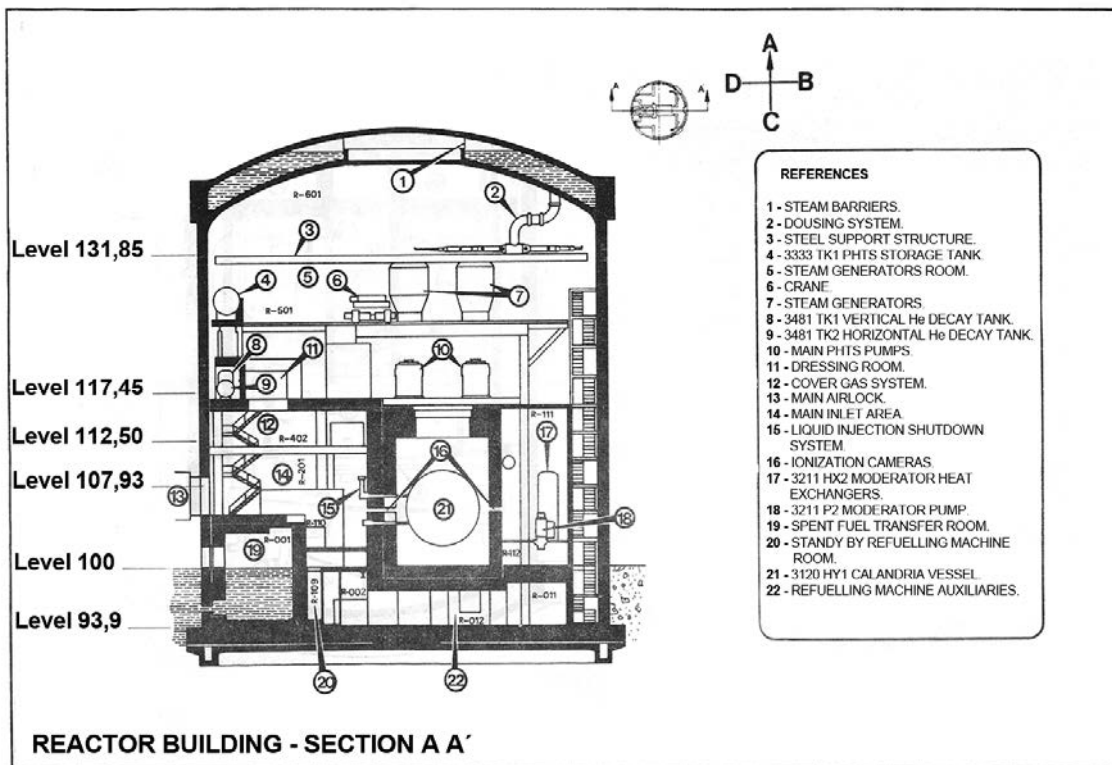 A
D B
C
A A
REFERENCES
1 - STEAM BARRIERS.
2 - DOUSING SYSTEM.
3 - STEEL SUPPORT STRUCTURE.
4 - 3333 TK1 PHTS STORAGE TANK
5 - STEAM GENERATORS ROOM.
6 - CRANE.
7 - STEAM GENERATORS.
8 - 3481 TK1 VERTICAL He DECAY TANK.
9 - 3481 TK2 HORIZONTAL He DECAY TANK.
10 - MAIN PHTS PUMPS.
11 - DRESSING ROOM.
12 - COVER GAS SYSTEM.
13 - MAIN AIRLOCK.
14 - MAIN INLET AREA.
15 - LIQUID INJECTION SHUTDOWN
SYSTEM.
16 - IONIZATION CAMERAS.
17 - 3211 HX2 MODERATOR HEAT
EXCHANGERS.
18 - 3211 P2 MODERATOR PUMP.
19 - SPENT FUEL TRANSFER ROOM.
20 - STANDY BY REFUELLING MACHINE
ROOM.
21 - 3120 HY1 CALANDRIA VESSEL.
22 - REFUELLING MACHINE AUXILIARIES.
1
R-601
2
Level 131,85
3
4
5
6
7
R-501
8
11
10
9
Level 117,45
12
R-111
Level 112,50
R-402
16
17
Level 107,93
13
14
R-201
15
21
18
R-110
19
R-001
R412
Level 100
R-109
R-002
R-011
Level 93,9
R-012
20
22
REACTOR BUILDING - SECTION A A´